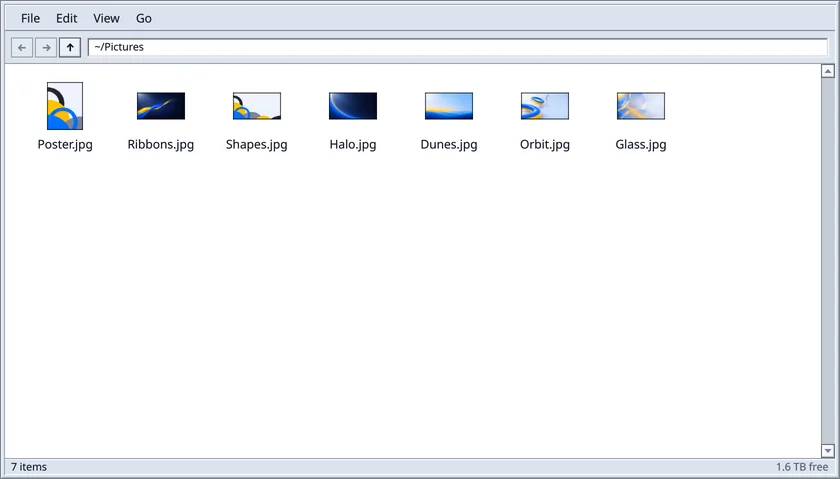 File Edit View Go
~/Pictures
Poster.jpg Ribbons.jpg Shapes.jpg Halo.jpg Dunes.jpg Orbit.jpg Glass.jpg
7 items 1.6 TB free